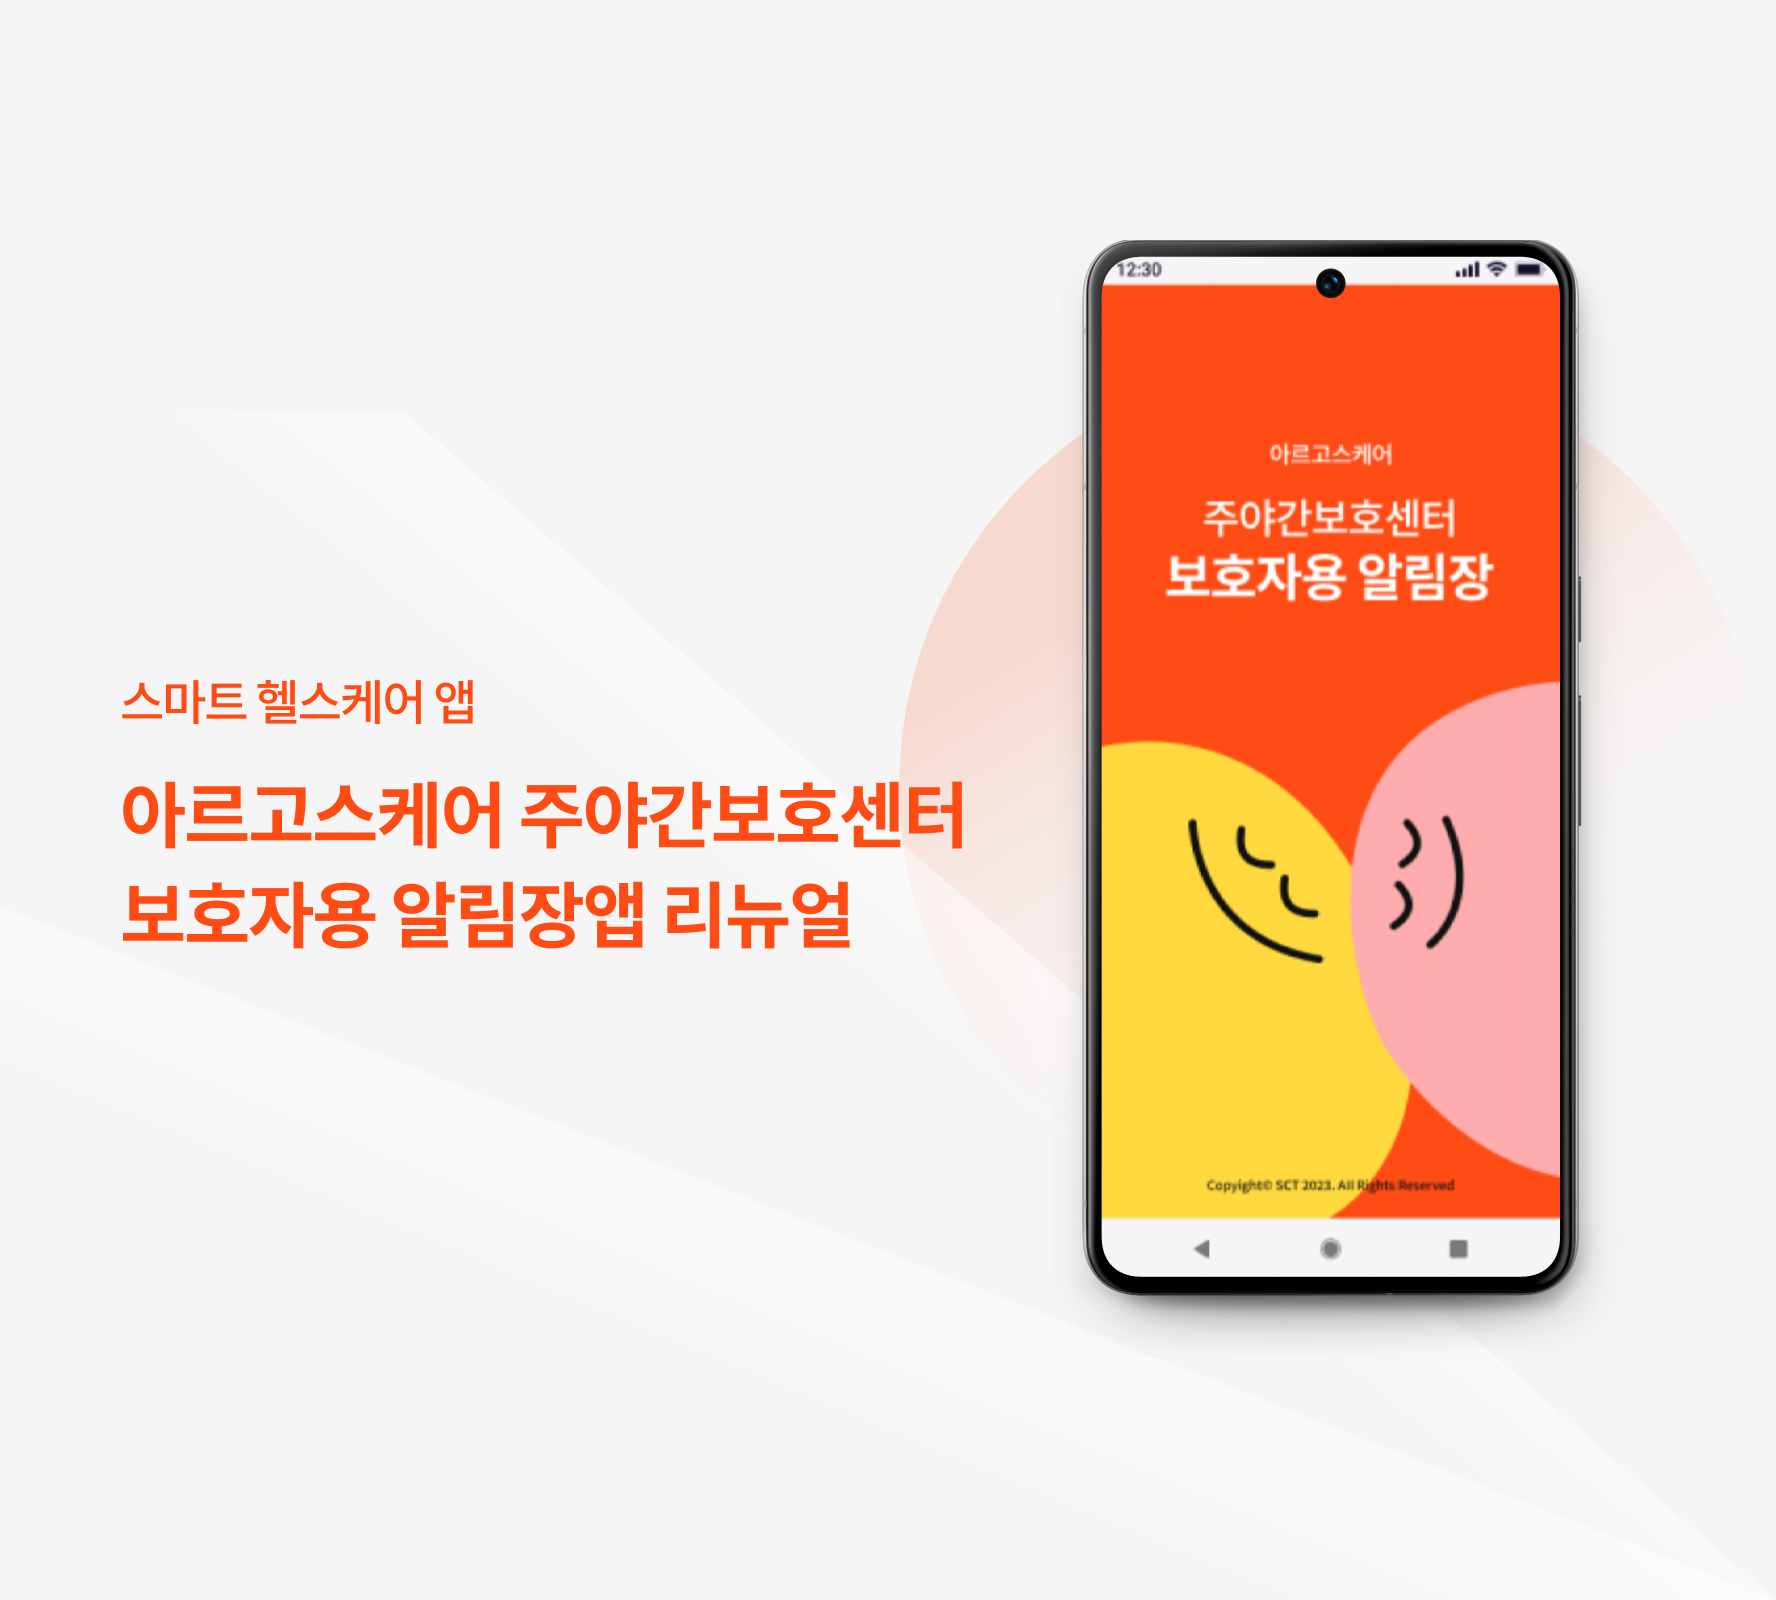 스마트 헬스케어 앱
아르고스케어 주야간보호센터
보호자용 알림장앱 리뉴얼
12:30
아르고스케어
주야간보호센터
보호자용 알림장
Copyight© SCT 2023. All Rights Reserved